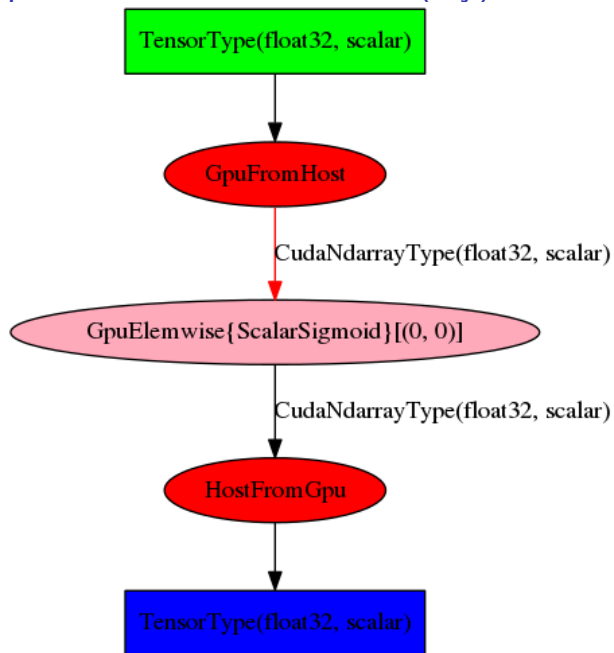 TensorType(float32, scalar)
GpuFromHost
CudaNdarrayType(float32, scalar)
GpuElemwise{ScalarSigmoid}[(0, 0)]
CudaNdarrayType(float32, scalar)
HostFromGpu
TensorType(float32, scalar)